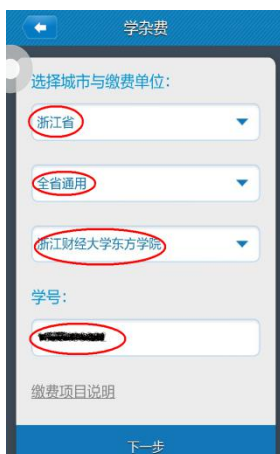 学杂费
选择城市与缴费单位：
浙江省
全省通用
浙江财经大学东方学院
学号：
缴费项目说明
下一步